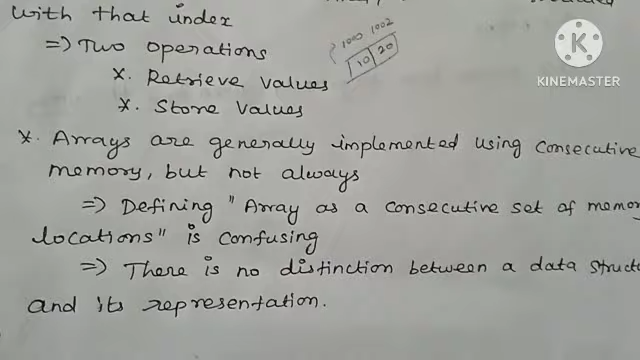 with that index
=> Two operations
1000 1002
10 20
*. Retrieve values
*. Store values
K
KINEMASTER
*. Arrays are generally implemented using consecutive
memory, but not always
=> Defining "Array as a consecutive set of memor
locations" is confusing
=> There is no distinction between a data struct
and its representation.